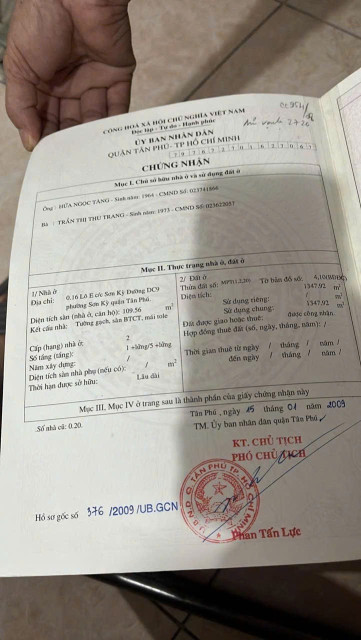 CỘNG HOÀ XÃ HỘI CHỦ NGHĨA VIỆT NAM
Độc lập - Tự do - Hạnh phúc
ỦY BAN NHÂN DÂN
QUẬN TÂN PHÚ- TP HỒ CHÍ MINH
CHỨNG NHẬN
Mục I. Chủ sở hữu nhà ở và sử dụng đất ở
Ông : HỨA NGỌC TẢNG - Sinh năm: 1964 - CMND Số: 023741866
Bà : TRẦN THỊ THU TRANG - Sinh năm: 1973 - CMND Số: 023622037
Mục II. Thực trạng nhà ở, đất ở
1/ Nhà ở
Địa chỉ: 0.16 Lô E c/c Sơn Kỳ Đường DC9
phường Sơn Kỳ quận Tân Phú.
Diện tích sàn (nhà ở, căn hộ): 109.56 m²
Kết cấu nhà: Tường gạch, sàn BTCT, mái tole
Cấp (hạng) nhà ở: 2
Số tầng (tầng): 1 +lửng/5 +lửng
Năm xây dựng: /
Diện tích sàn nhà phụ (nếu có): / m²
Thời hạn được sở hữu: Lâu dài
2/ Đất ở
Thửa đất số: Tờ bản đồ số:
Diện tích: 1347.92 m²
Sử dụng riêng: / m²
Sử dụng chung: 1347.92 m²
Đất được giao hoặc thuê: được công nhận
Hợp đồng thuê đất (số, ngày, tháng, năm): /
Thời gian thuê từ ngày / tháng / năm /
đến ngày / tháng / năm /
Mục III. Mục IV ở trang sau là thành phần của giấy chứng nhận này
Số nhà cũ: 0.20.
Tân Phú , ngày 15 tháng 01 năm 2009
TM. Ủy ban nhân dân quận Tân Phú
KT. CHỦ TỊCH
PHÓ CHỦ TỊCH
Hồ sơ gốc số 376 /2009 /UB.GCN
Phan Tấn Lực